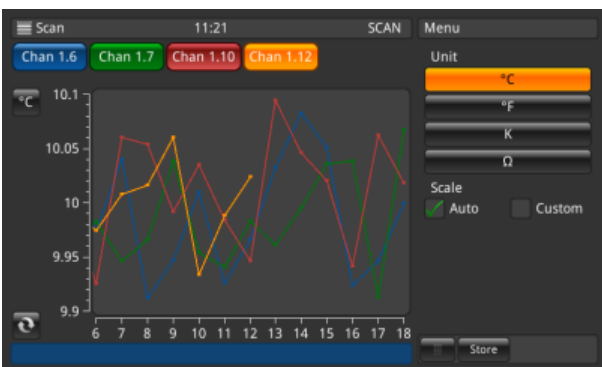 Scan 11:21 SCAN
Menu
Chan 1.6 Chan 1.7 Chan 1.10 Chan 1.12
Unit
°C
°F
K
Ω
Scale
Auto Custom
°C
10.1
10.05
10
9.95
9.9
6 7 8 9 10 11 12 13 14 15 16 17 18
Store